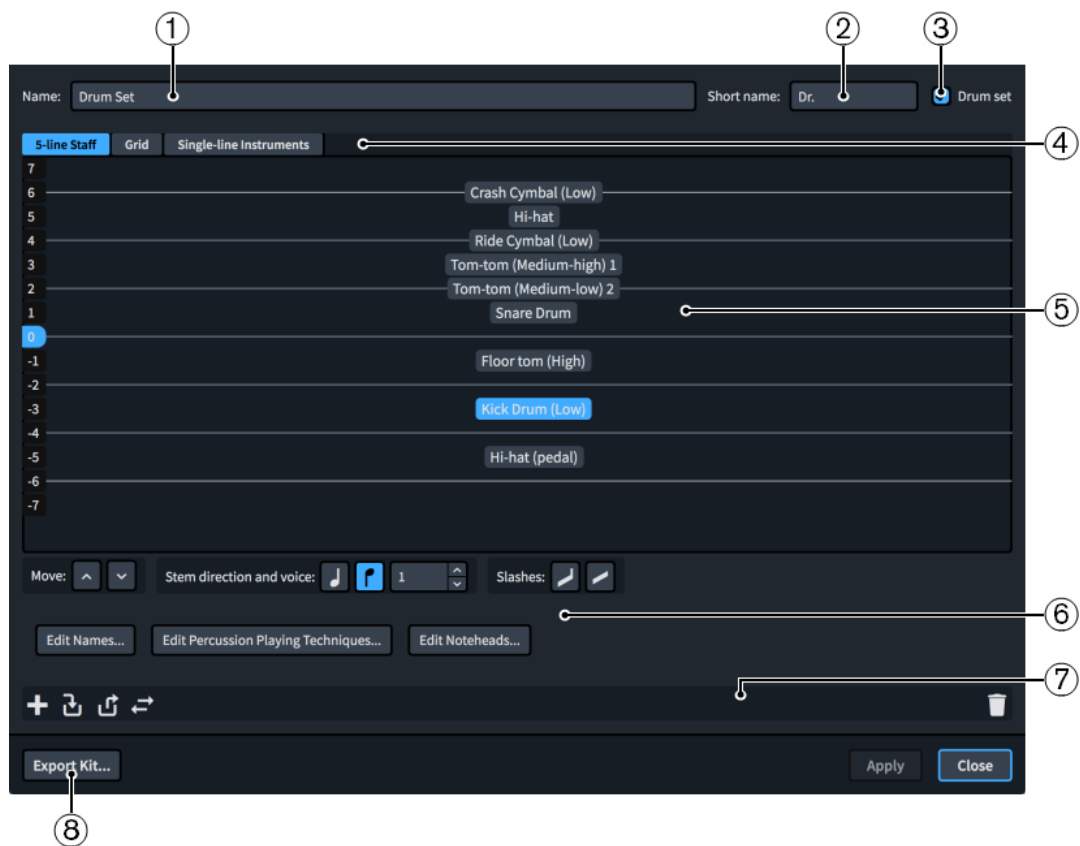 ① ② ③
Name: Drum Set Short name: Dr. Drum set
5-line Staff Grid Single-line Instruments ④
7
6 Crash Cymbal (Low)
5 Hi-hat
4 Ride Cymbal (Low)
3 Tom-tom (Medium-high) 1
2 Tom-tom (Medium-low) 2
1 Snare Drum ⑤
0
-1 Floor tom (High)
-2
-3 Kick Drum (Low)
-4
-5 Hi-hat (pedal)
-6
-7
Move: Stem direction and voice: 1 Slashes:
⑥
Edit Names... Edit Percussion Playing Techniques... Edit Noteheads...
⑦
Export Kit... Apply Close
⑧